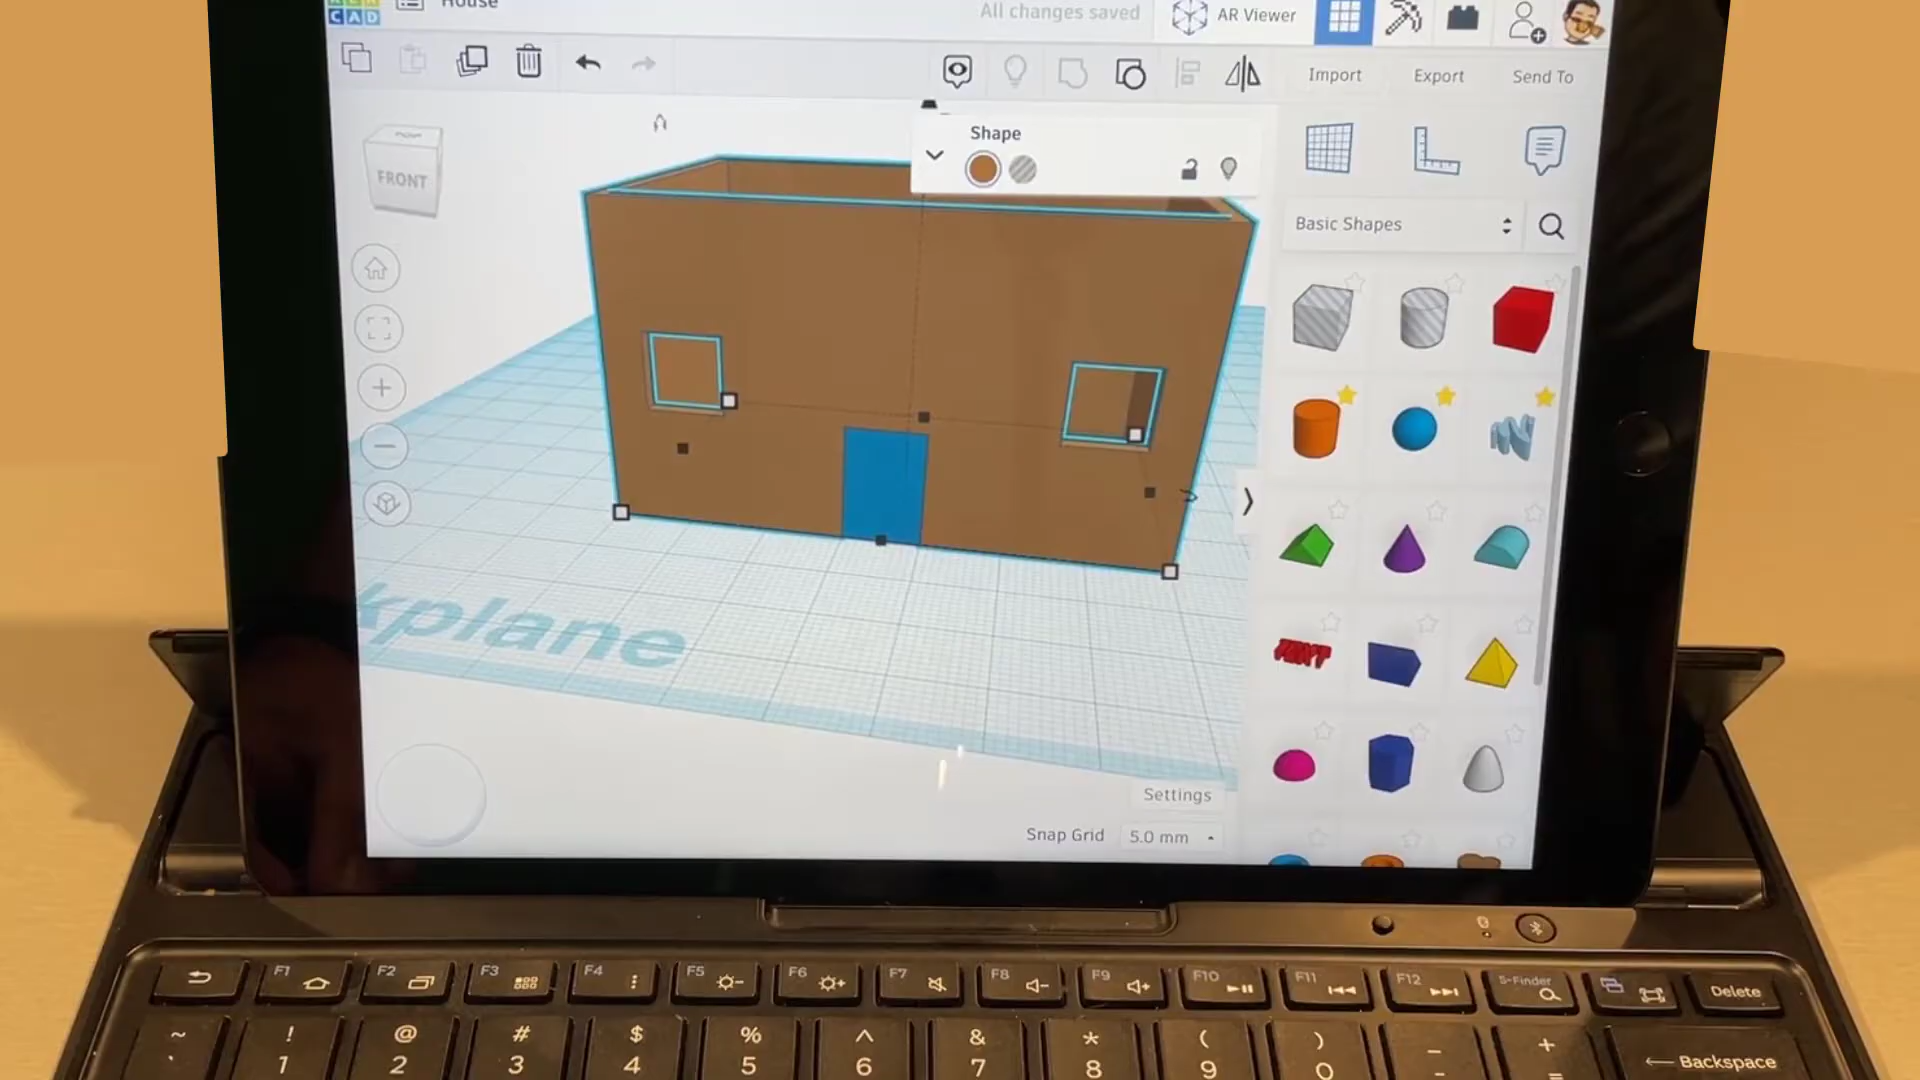 CAD
House
All changes saved
AR Viewer
Import
Export
Send To
Shape
FRONT
Basic Shapes
TEXT
kplane
Settings
Snap Grid
5.0 mm
F1
F2
F3
F4
F5
F6
F7
F8
F9
F10
F11
F12
S-Finder
Delete
~ ! @ # $ % ^ & * ( ) _ +
` 1 2 3 4 5 6 7 8 9 0 - =
Backspace